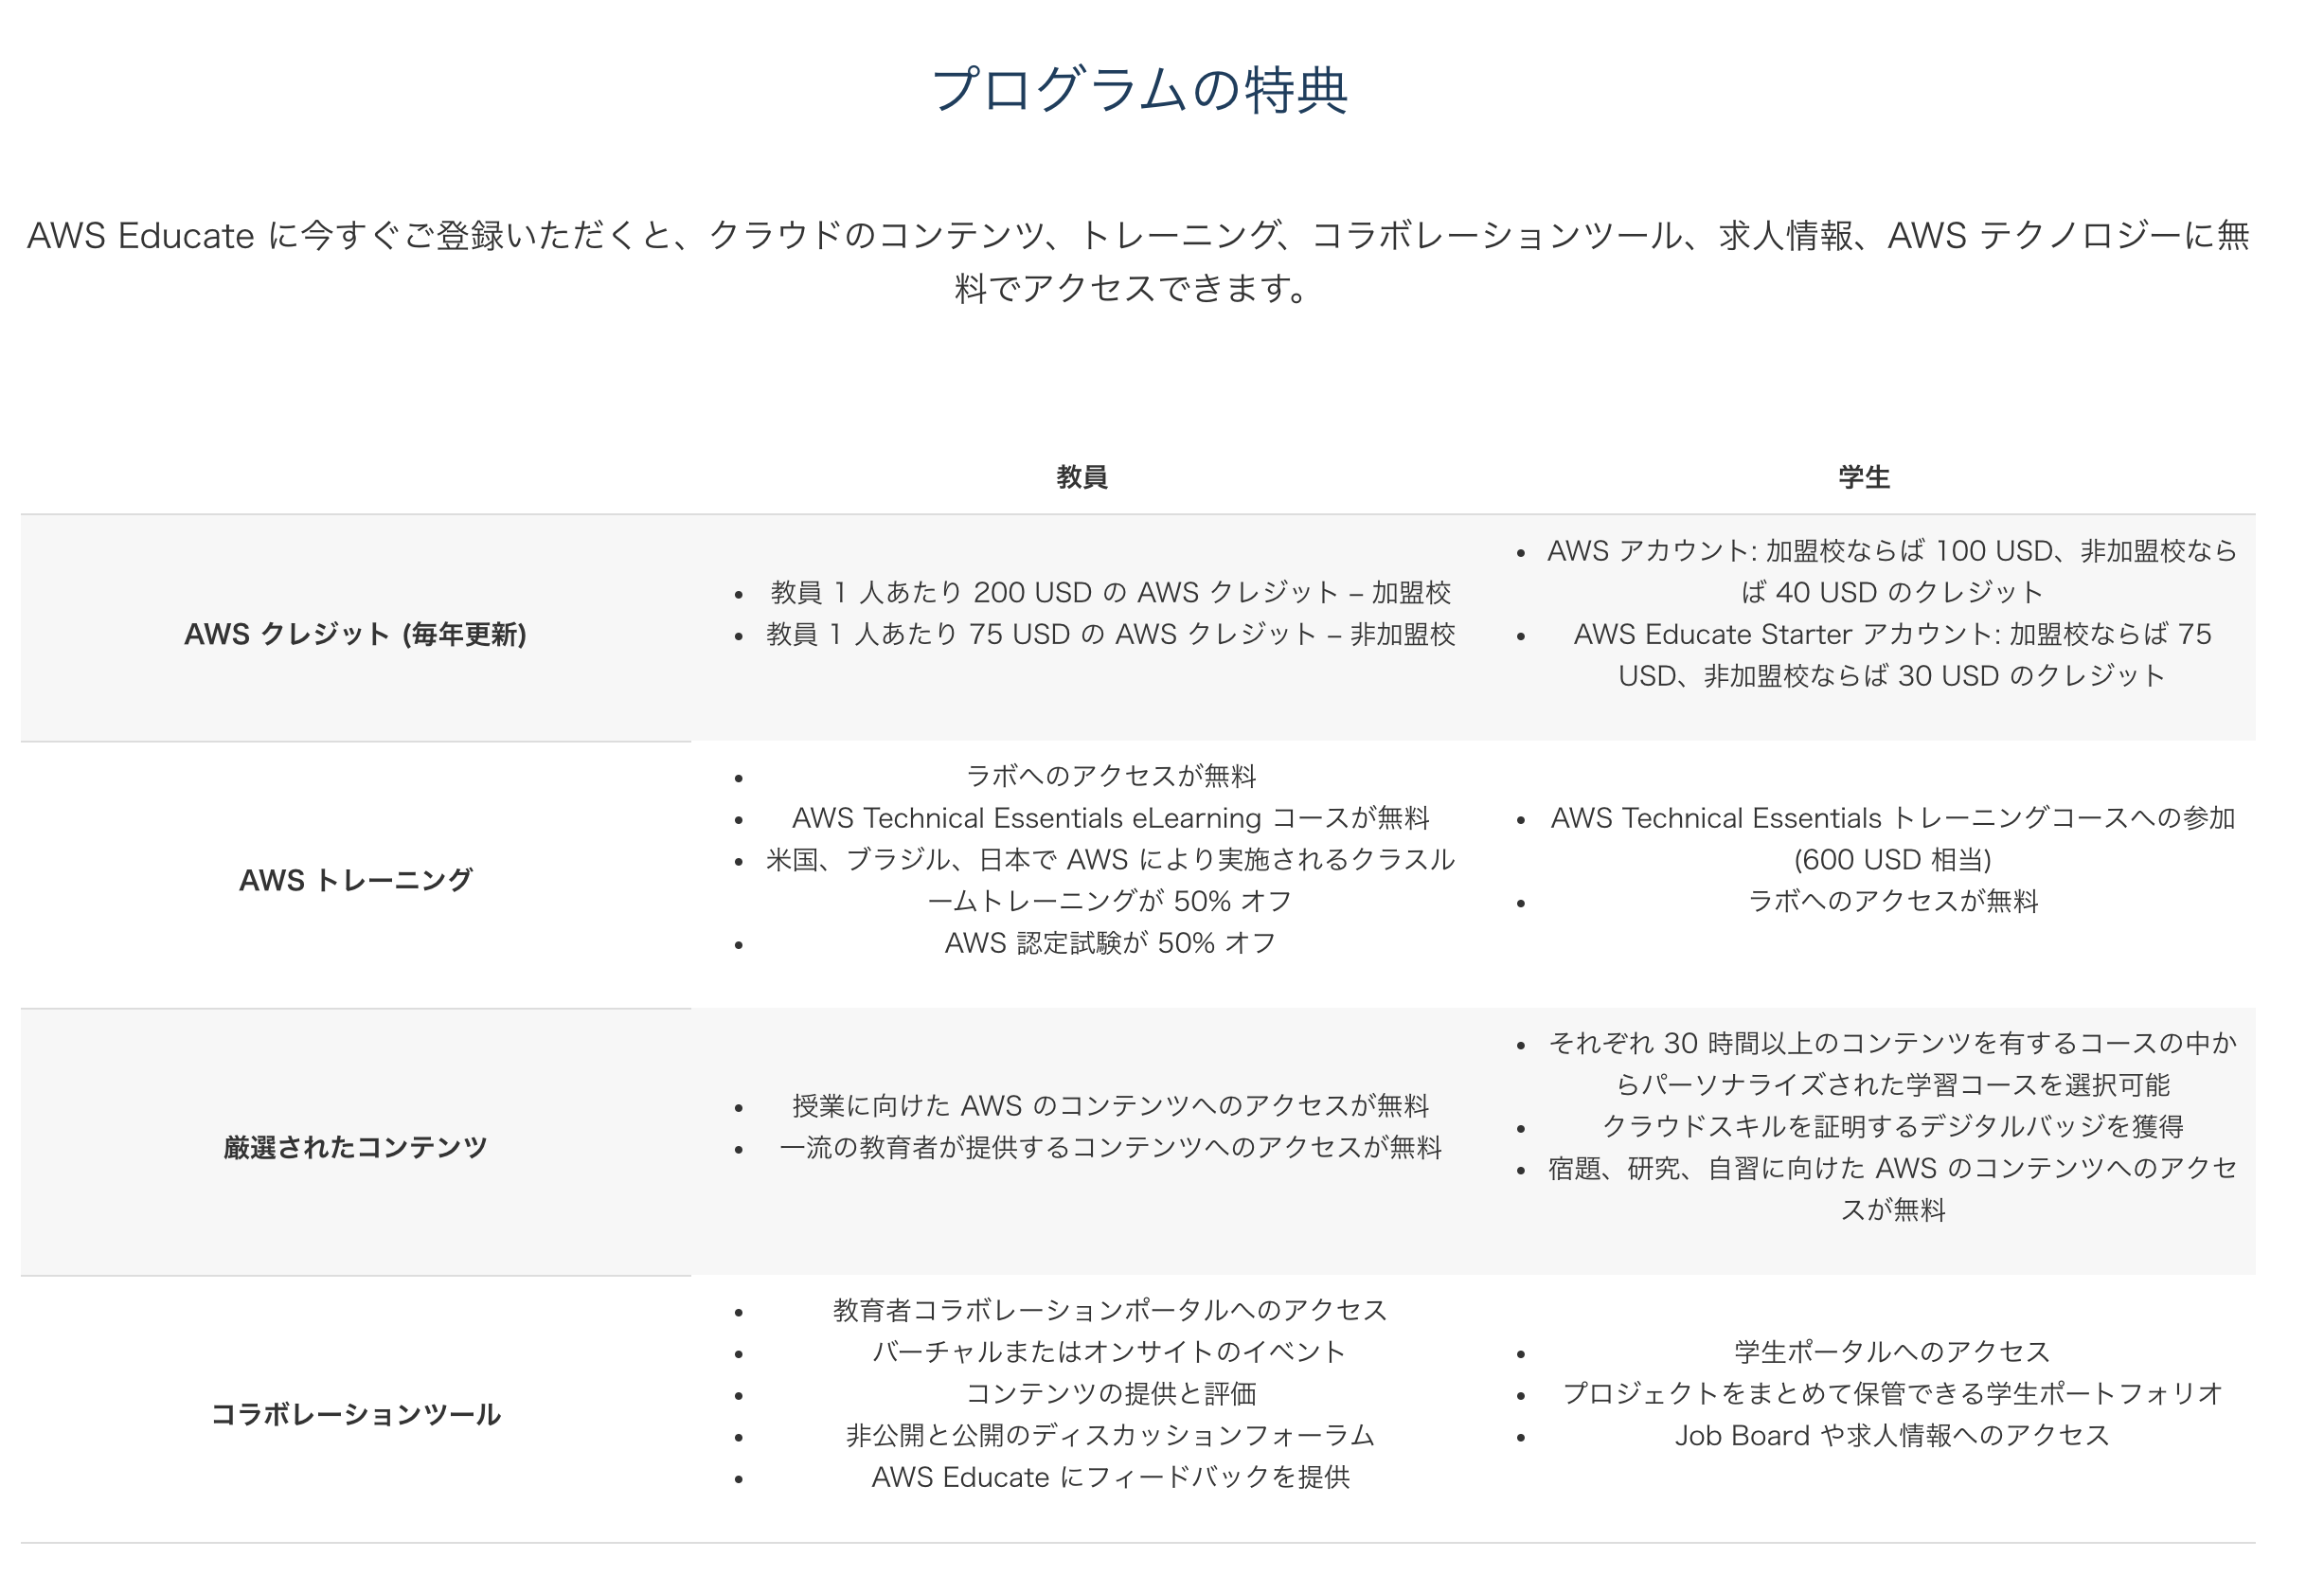 プログラムの特典
AWS Educate に今すぐご登録いただくと、クラウドのコンテンツ、トレーニング、コラボレーションツール、求人情報、AWS テクノロジーに無
料でアクセスできます。
教員
学生
AWS クレジット (毎年更新)
• 教員 1 人あたり 200 USD の AWS クレジット – 加盟校
• 教員 1 人あたり 75 USD の AWS クレジット – 非加盟校
• AWS アカウント: 加盟校ならば 100 USD、非加盟校なら
ば 40 USD のクレジット
• AWS Educate Starter アカウント: 加盟校ならば 75
USD、非加盟校ならば 30 USD のクレジット
AWS トレーニング
• ラボへのアクセスが無料
• AWS Technical Essentials eLearning コースが無料
• 米国、ブラジル、日本で AWS により実施されるクラスル
ームトレーニングが 50% オフ
• AWS 認定試験が 50% オフ
• AWS Technical Essentials トレーニングコースへの参加
(600 USD 相当)
• ラボへのアクセスが無料
厳選されたコンテンツ
• 授業に向けた AWS のコンテンツへのアクセスが無料
• 一流の教育者が提供するコンテンツへのアクセスが無料
• それぞれ 30 時間以上のコンテンツを有するコースの中か
らパーソナライズされた学習コースを選択可能
• クラウドスキルを証明するデジタルバッジを獲得
• 宿題、研究、自習に向けた AWS のコンテンツへのアクセ
スが無料
コラボレーションツール
• 教育者コラボレーションポータルへのアクセス
• バーチャルまたはオンサイトのイベント
• コンテンツの提供と評価
• 非公開と公開のディスカッションフォーラム
• AWS Educate にフィードバックを提供
• 学生ポータルへのアクセス
• プロジェクトをまとめて保管できる学生ポートフォリオ
• Job Board や求人情報へのアクセス